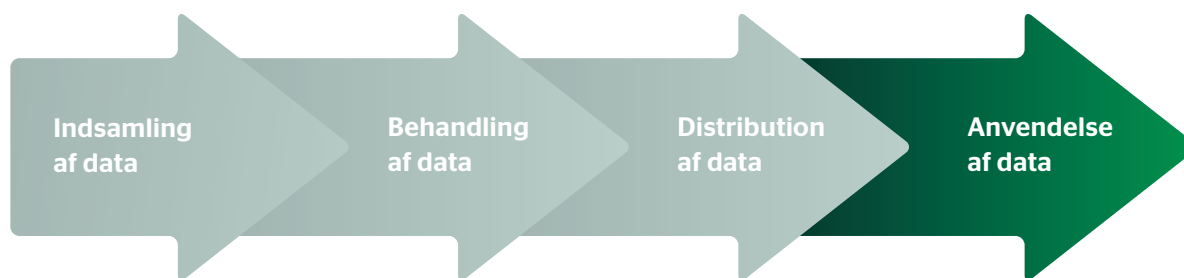 Indsamling
af data
Behandling
af data
Distribution
af data
Anvendelse
af data